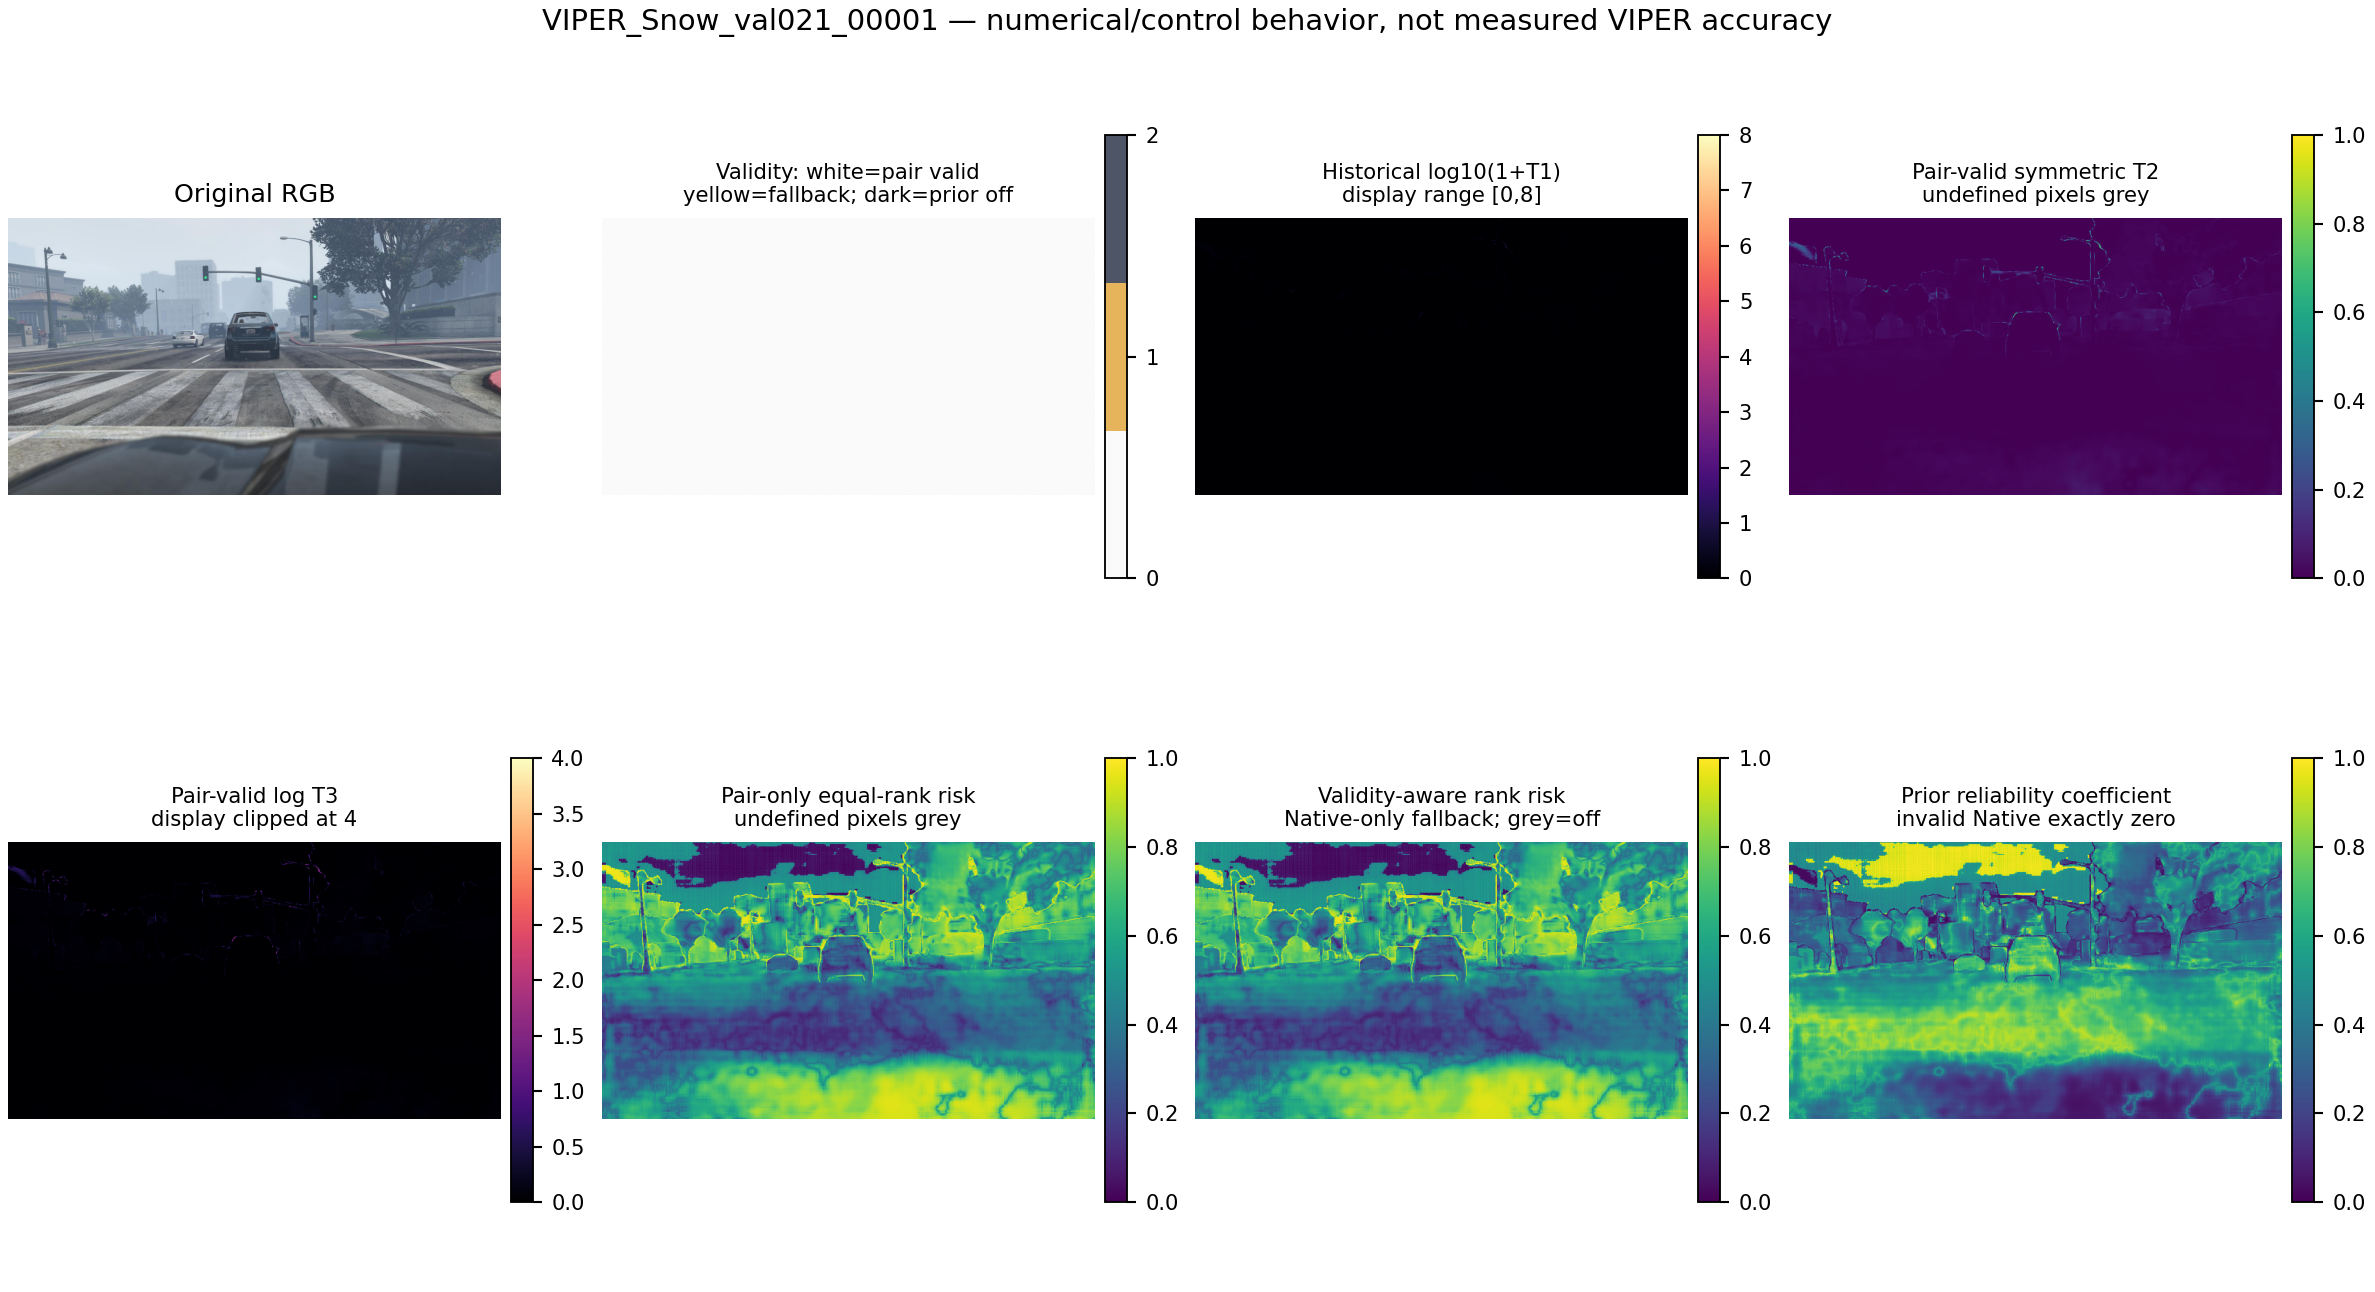 VIPER_Snow_val021_00001 — numerical/control behavior, not measured VIPER accuracy
Original RGB
Validity: white=pair valid
yellow=fallback; dark=prior off
2
1
0
Historical log10(1+T1)
display range [0,8]
8
7
6
5
4
3
2
1
0
Pair-valid symmetric T2
undefined pixels grey
1.0
0.8
0.6
0.4
0.2
0.0
Pair-valid log T3
display clipped at 4
4.0
3.5
3.0
2.5
2.0
1.5
1.0
0.5
0.0
Pair-only equal-rank risk
undefined pixels grey
1.0
0.8
0.6
0.4
0.2
0.0
Validity-aware rank risk
Native-only fallback; grey=off
1.0
0.8
0.6
0.4
0.2
0.0
Prior reliability coefficient
invalid Native exactly zero
1.0
0.8
0.6
0.4
0.2
0.0